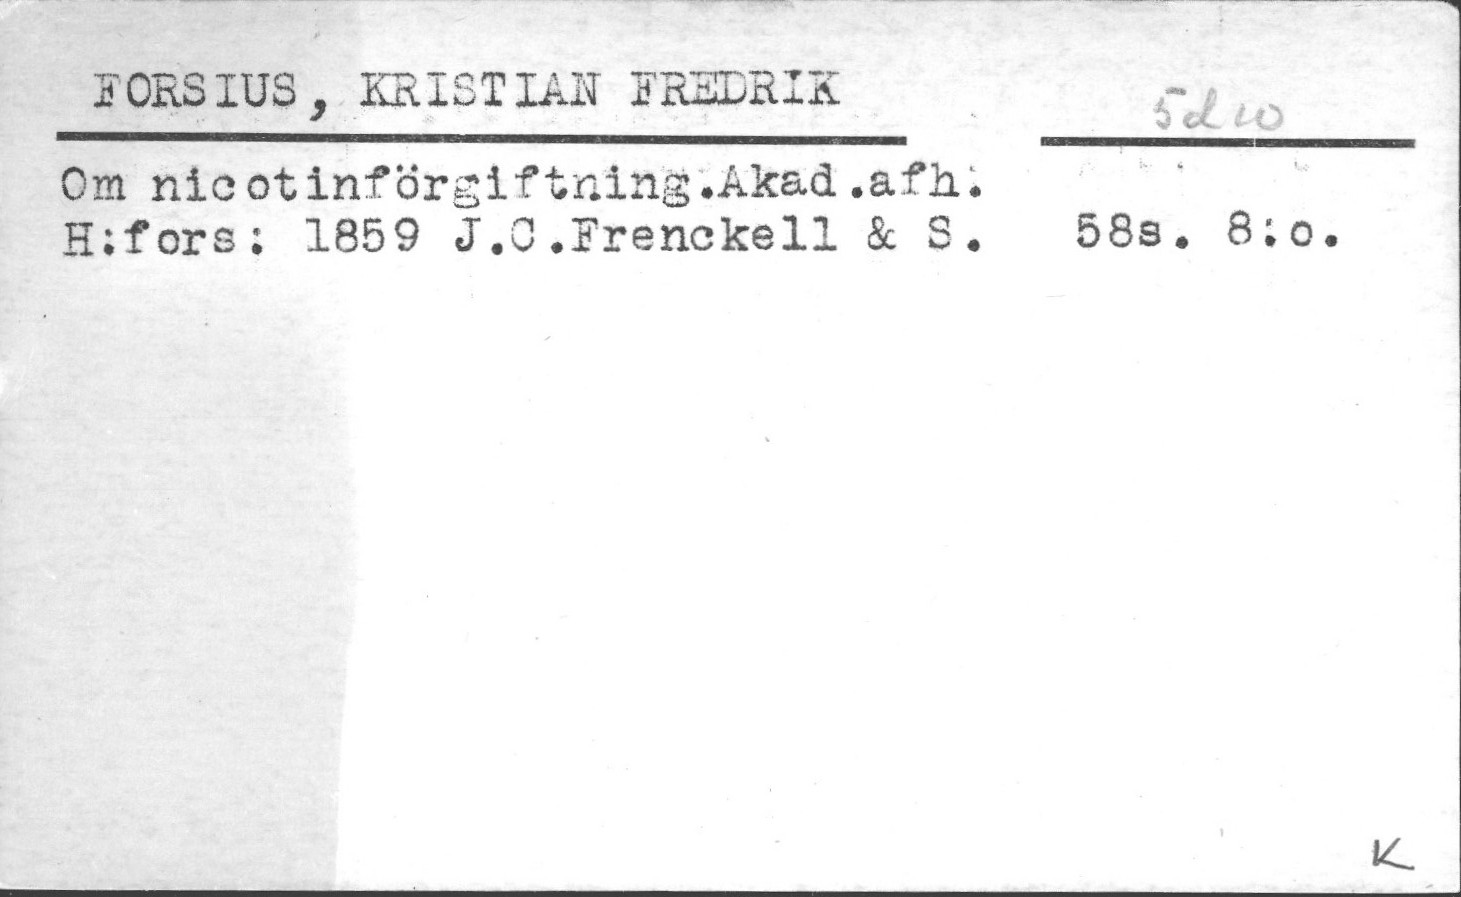 FORSIUS, KRISTIAN FREDRIK
5d10
Om nicotinförgiftning.Akad.afh.
H:fors: 1859 J.C.Frenckell & S. 58s. 8:o.
K